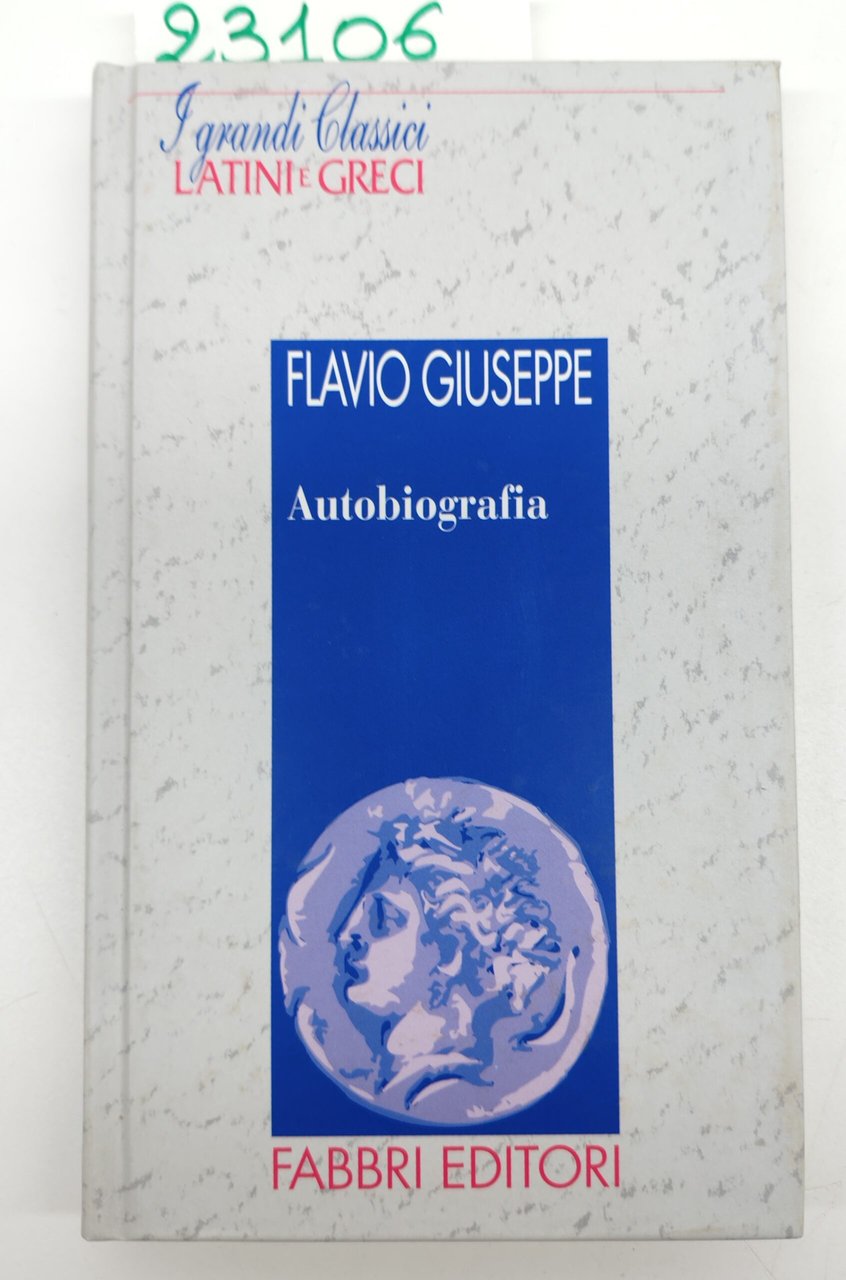 23106
I grandi Classici
LATINI E GRECI
FLAVIO GIUSEPPE
Autobiografia
FABBRI EDITORI